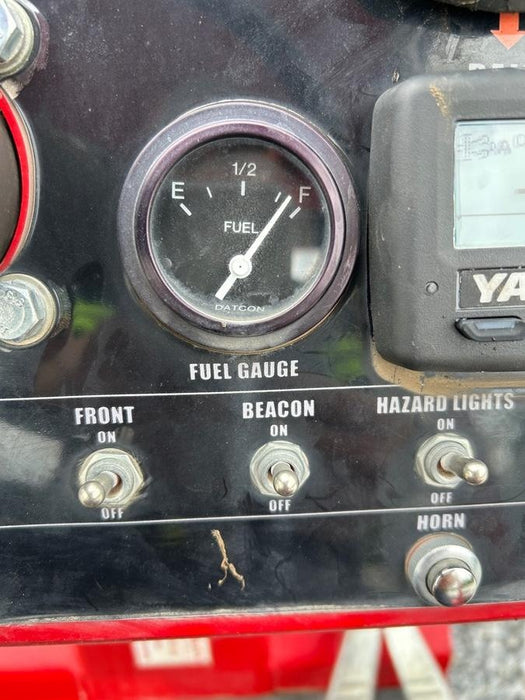 1/2
E F
FUEL
DATCON
FUEL GAUGE
YA
FRONT
ON
OFF
BEACON
ON
OFF
HAZARD LIGHTS
ON
OFF
HORN